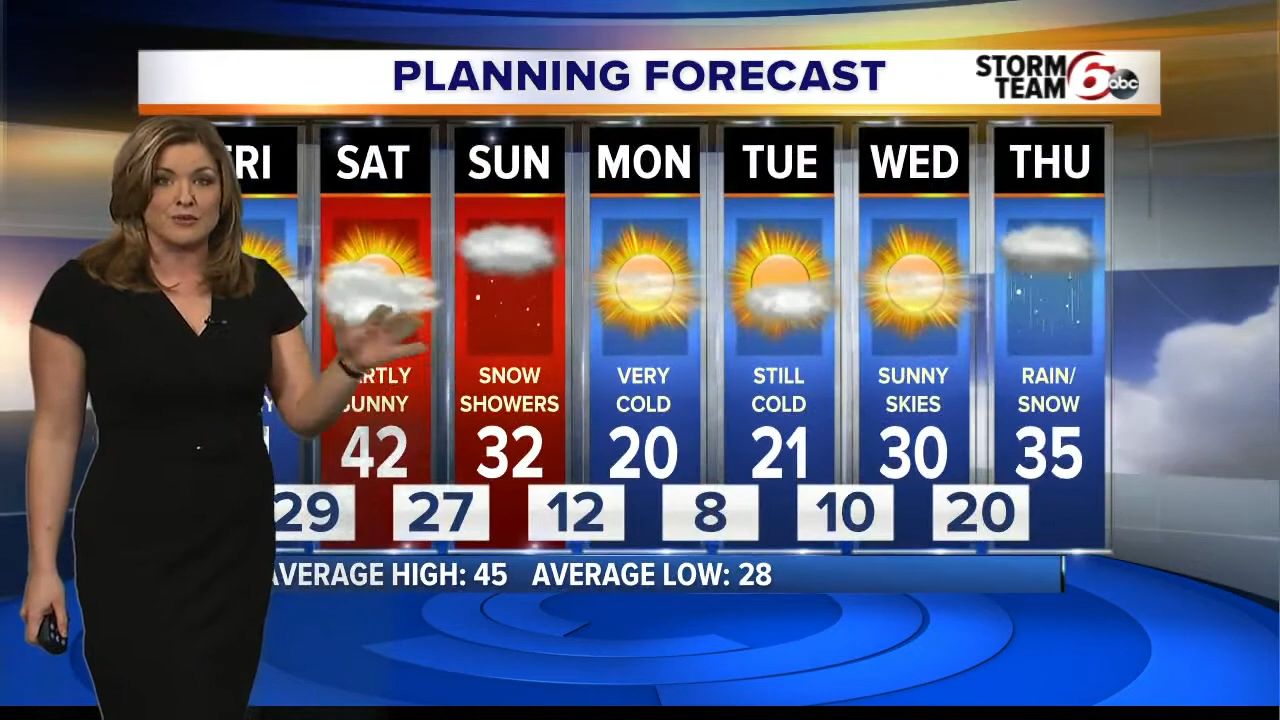 PLANNING FORECAST
STORM
TEAM
6
abc
FRI SAT SUN MON TUE WED THU
SNOW VERY STILL SUNNY RAIN/
SHOWERS COLD COLD SKIES SNOW
42 32 20 21 30 35
29 27 12 8 10 20
AVERAGE HIGH: 45 AVERAGE LOW: 28